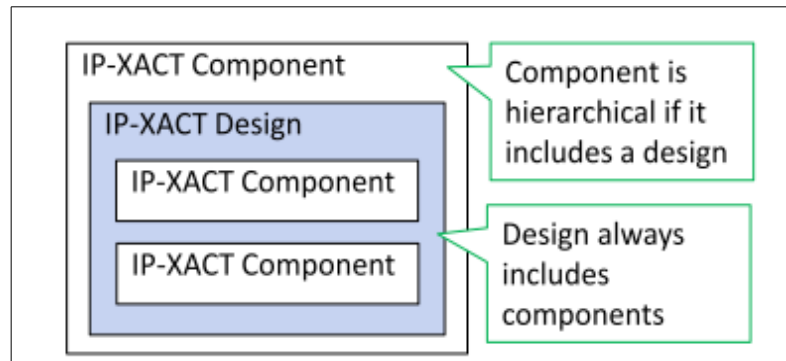 IP-XACT Component
IP-XACT Design
IP-XACT Component
IP-XACT Component
Component is
hierarchical if it
includes a design
Design always
includes
components